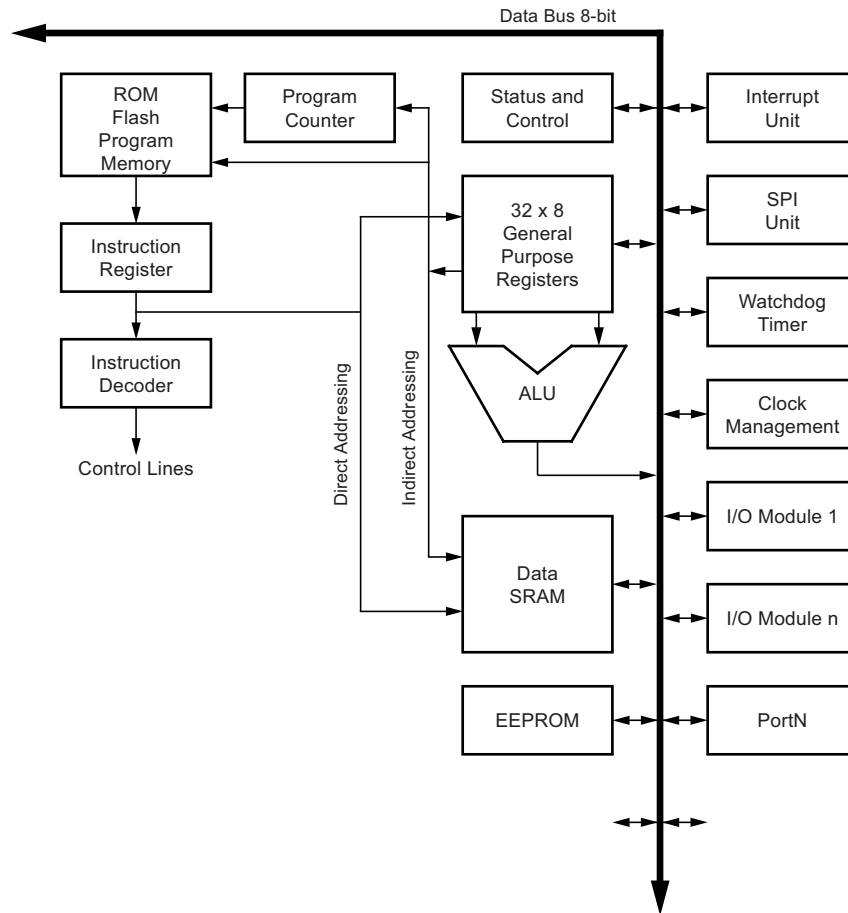 Data Bus 8-bit
ROM
Flash
Program
Memory
Program
Counter
Status and
Control
Interrupt
Unit
32 x 8
General
Purpose
Registers
SPI
Unit
Instruction
Register
Watchdog
Timer
Instruction
Decoder
ALU
Clock
Management
Control Lines
Direct Addressing
Indirect Addressing
I/O Module 1
Data
SRAM
I/O Module n
EEPROM
PortN